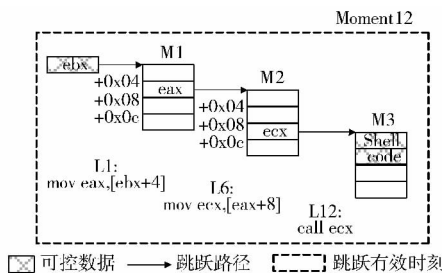 Moment12
M1
ebx
+0x04
eax
+0x08
+0x0c
M2
+0x04
+0x08
ecx
+0x0c
M3
Shell
code
L1:
mov eax,[ebx+4]
L6:
mov ecx,[eax+8]
L12:
call ecx
可控数据
跳跃路径
跳跃有效时刻